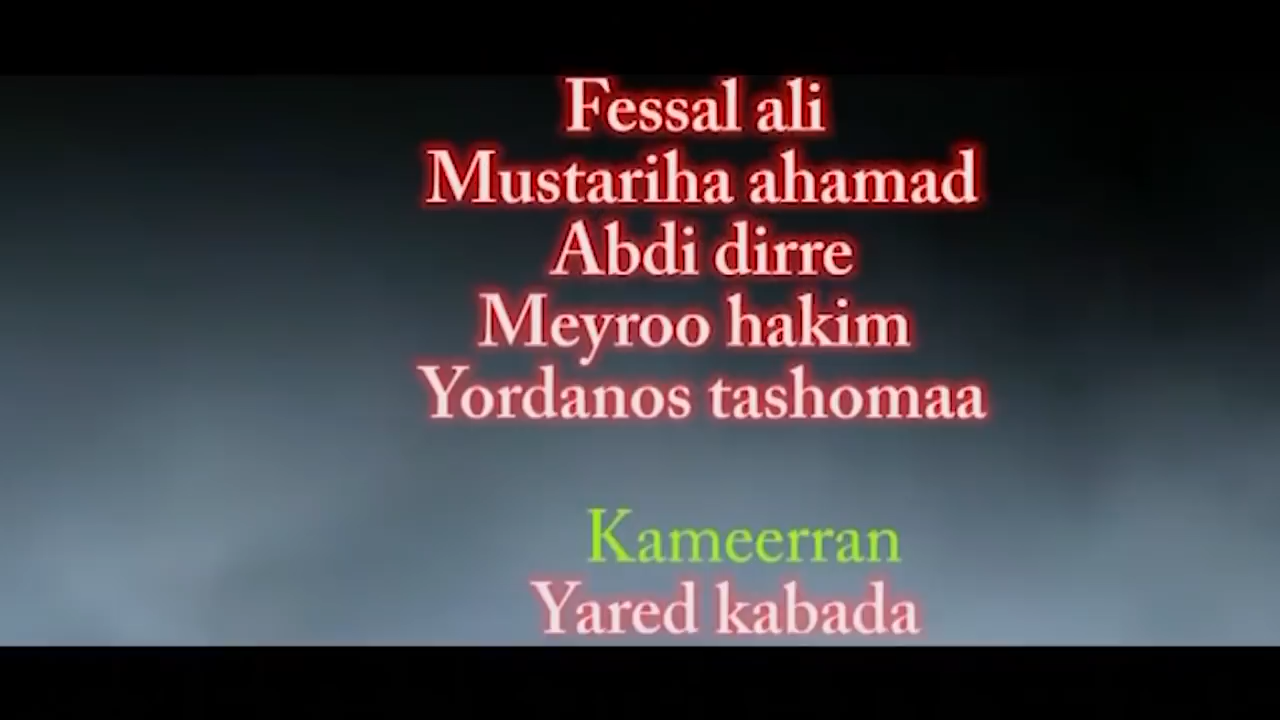 Fessal ali
Mustariha ahamad
Abdi dirre
Meyroo hakim
Yordanos tashomaa
Kameerran
Yared kabada